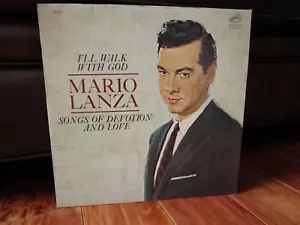 I'LL WALK
WITH GOD
MARIO
LANZA
SONGS OF DEVOTION
AND LOVE